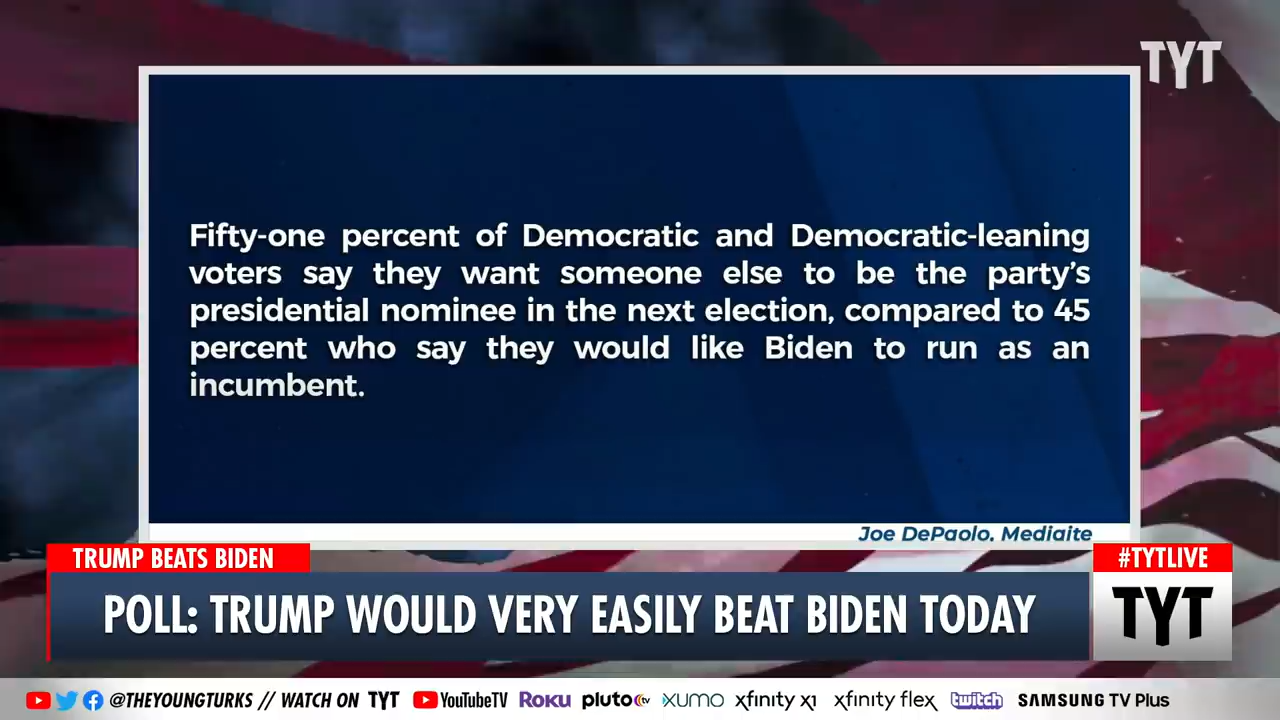 TYT
Fifty-one percent of Democratic and Democratic-leaning
voters say they want someone else to be the party’s
presidential nominee in the next election, compared to 45
percent who say they would like Biden to run as an
incumbent.
Joe DePaolo, Mediaite
TRUMP BEATS BIDEN
#TYTLIVE
POLL: TRUMP WOULD VERY EASILY BEAT BIDEN TODAY
TYT
@THEYOUNGTURKS // WATCH ON TYT YouTubeTV ROKU pluto tv XUMO xfinity x1 xfinity flex twitch SAMSUNG TV Plus